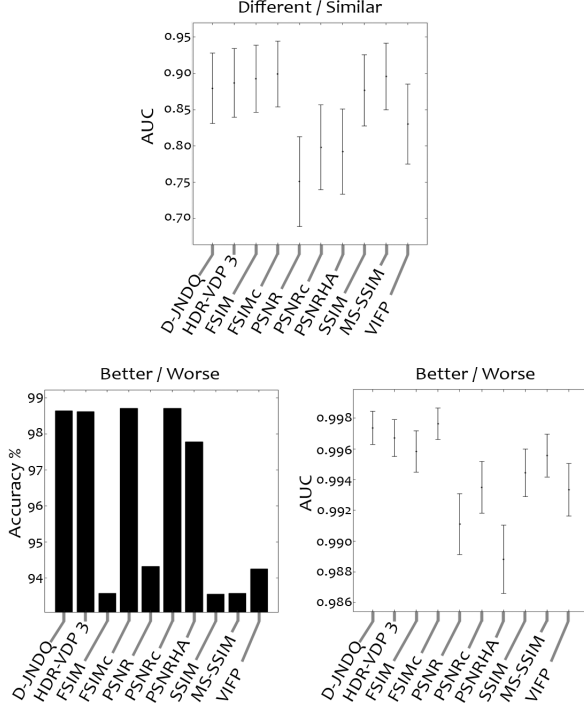 Different / Similar
0.95
0.90
0.85
0.80
0.75
0.70
AUC
D-JNDQ
HDR-VDP 3
FSIM
FSIMc
PSNR
PSNRc
PSNRHA
SSIM
MS-SSIM
VIFP
Better / Worse
99
98
97
96
95
94
Accuracy %
D-JNDQ
HDR-VDP 3
FSIM
FSIMc
PSNR
PSNRc
PSNRHA
SSIM
MS-SSIM
VIFP
Better / Worse
0.998
0.996
0.994
0.992
0.990
0.988
0.986
AUC
D-JNDQ
HDR-VDP 3
FSIM
FSIMc
PSNR
PSNRc
PSNRHA
SSIM
MS-SSIM
VIFP